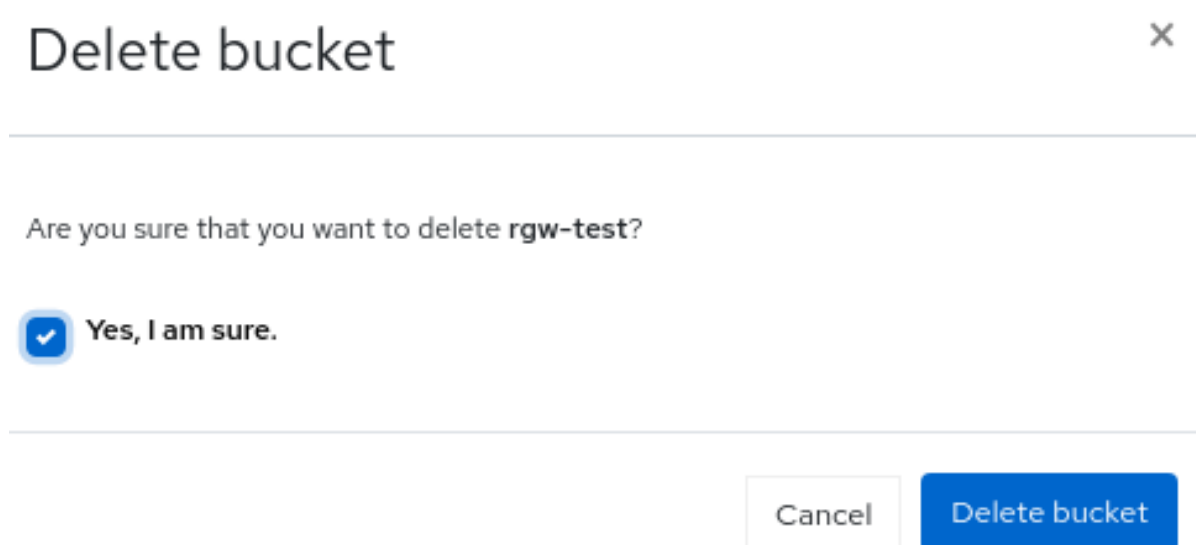 Delete bucket
Are you sure that you want to delete rgw-test?
Yes, I am sure.
Cancel
Delete bucket